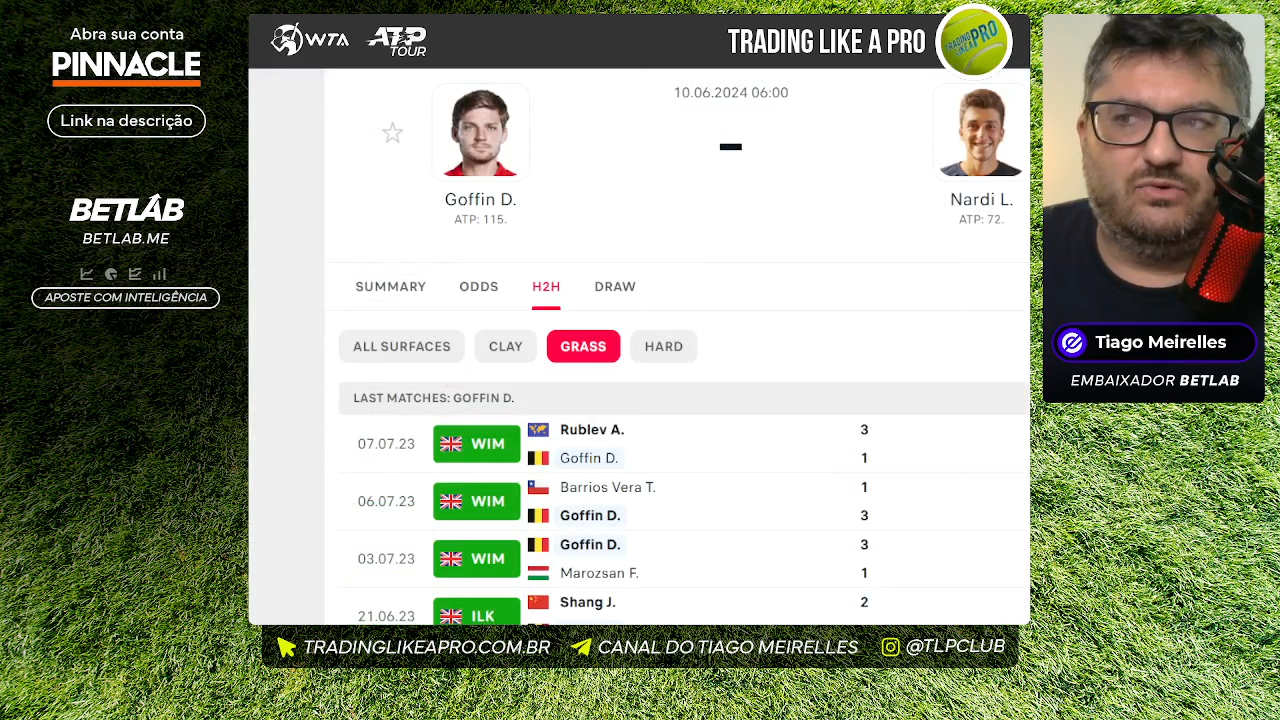 Abra sua conta
PINNACLE
Link na descrição
BETLAB
BETLAB.ME
APOSTE COM INTELIGÊNCIA
WTA
ATP
TOUR
TRADING LIKE A PRO
TRADING
LIKE A
PRO
10.06.2024 06:00
-
Goffin D.
ATP: 115.
Nardi L.
ATP: 72.
SUMMARY ODDS H2H DRAW
ALL SURFACES CLAY GRASS HARD
LAST MATCHES: GOFFIN D.
07.07.23 WIM Rublev A. 3
Goffin D. 1
06.07.23 WIM Barrios Vera T. 1
Goffin D. 3
03.07.23 WIM Goffin D. 3
Marozsan F. 1
21.06.23 ILK Shang J. 2
Tiago Meirelles
EMBAIXADOR BETLAB
TRADINGLIKEAPRO.COM.BR CANAL DO TIAGO MEIRELLES @TLPCLUB